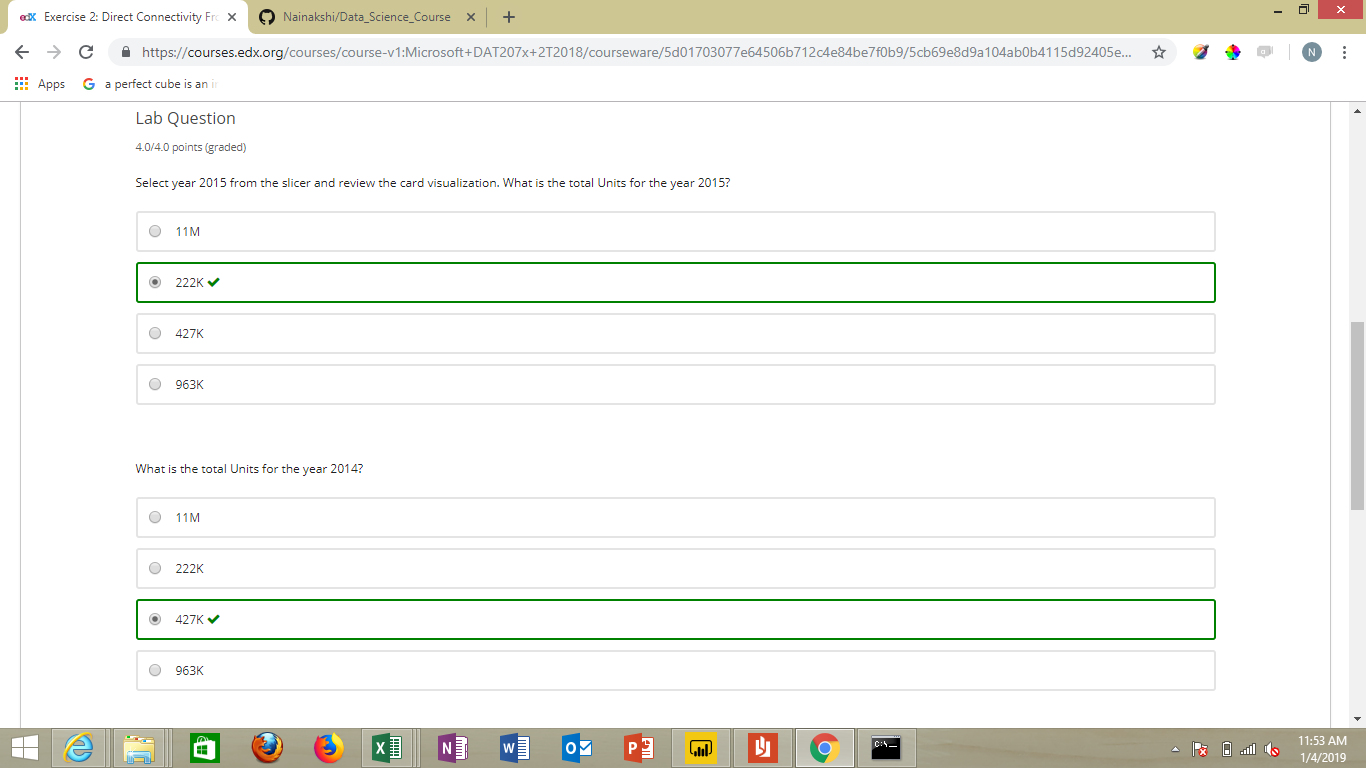 edX Exercise 2: Direct Connectivity Fr
Nainakshi/Data_Science_Course
https://courses.edx.org/courses/course-v1:Microsoft+DAT207x+2T2018/courseware/5d01703077e64506b712c4e84be7f0b9/5cb69e8d9a104ab0b4115d92405e...
N
Apps
G a perfect cube is an i
Lab Question
4.0/4.0 points (graded)
Select year 2015 from the slicer and review the card visualization. What is the total Units for the year 2015?
11M
222K
427K
963K
What is the total Units for the year 2014?
11M
222K
427K
963K
11:53 AM
1/4/2019